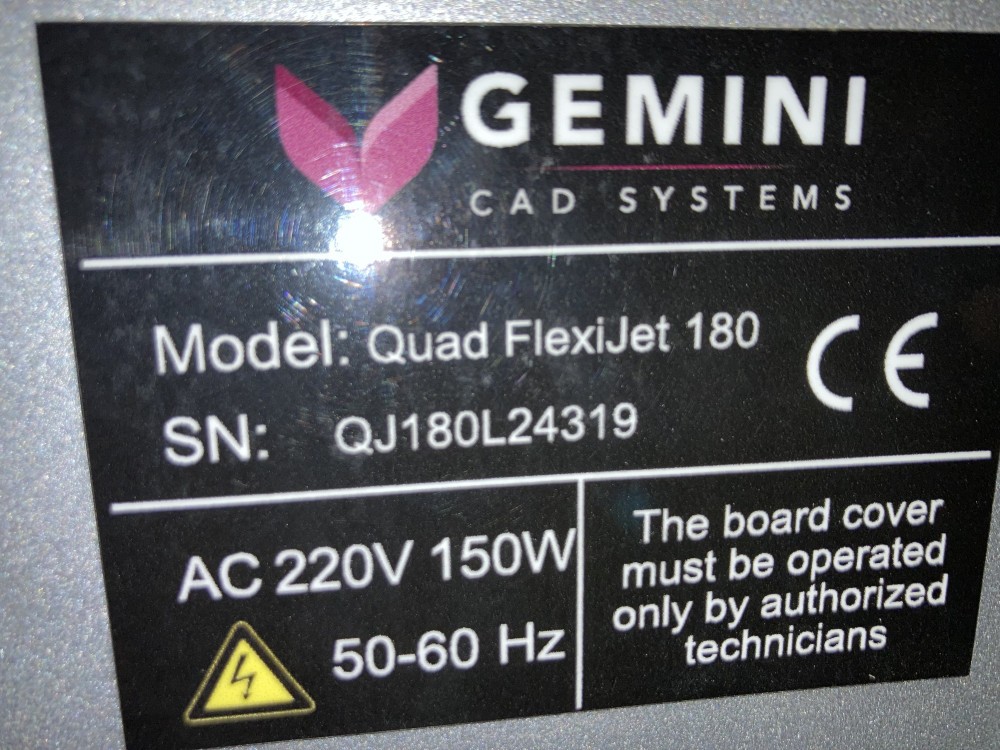 GEMINI
CAD SYSTEMS
Model: Quad FlexiJet 180
CE
SN: QJ180L24319
AC 220V 150W
50-60 Hz
The board cover
must be operated
only by authorized
technicians